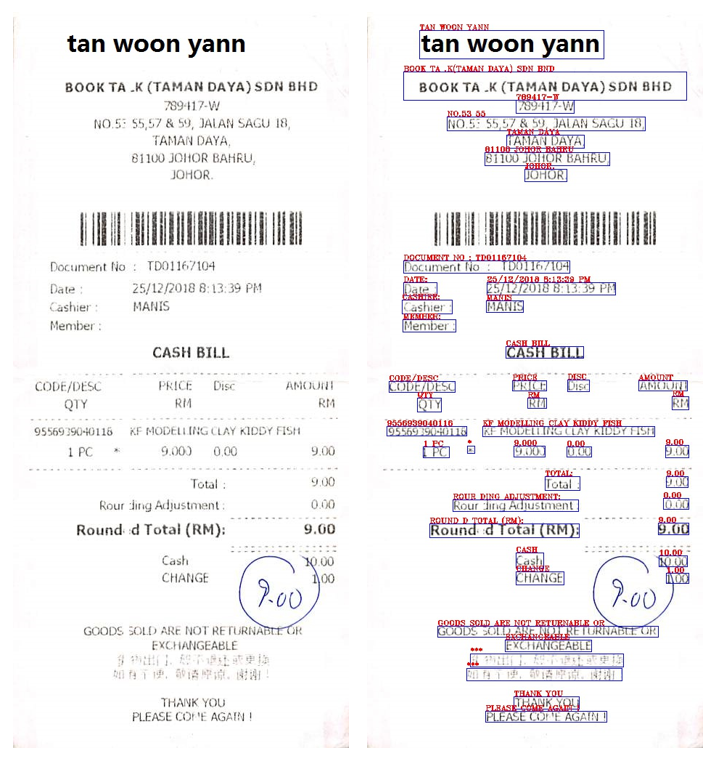 tan woon yann
BOOK TA .K (TAMAN DAYA) SDN BHD
789417-W
NO.53 55,57 & 59, JALAN SAGU 18,
TAMAN DAYA,
81100 JOHOR BAHRU,
JOHOR.
Document No : TD01167104
Date : 25/12/2018 8:13:39 PM
Cashier : MANIS
Member :
CASH BILL
CODE/DESC PRICE Disc AMOUNT
QTY RM RM
9556939040116 KF MODELLING CLAY KIDDY FISH
1 PC * 9.000 0.00 9.00
Total : 9.00
Rour ding Adjustment : 0.00
Round d Total (RM): 9.00
Cash 10.00
CHANGE 1.00
9.00
GOODS SOLD ARE NOT RETURNABLE OR
EXCHANGEABLE
THANK YOU
PLEASE COME AGAIN !
TAN WOON YANN
tan woon yann
BOOK TA .K(TAMAN DAYA) SDN BND
BOOK TA .K (TAMAN DAYA) SDN BHD
789417-W
789417-W
NO.53 55
NO.53 55,57 & 59, JALAN SAGU 18,
TAMAN DAYA
TAMAN DAYA,
81100 JOHOR BAHRU
81100 JOHOR BAHRU,
JOHOR.
JOHOR
DOCUMENT NO : TD01167104
Document No : TD01167104
DATE: 25/12/2018 8:13:39 PM
Date : 25/12/2018 8:13:39 PM
CASHIER: MANIS
Cashier : MANIS
MEMBER:
Member :
CASH BILL
CASH BILL
CODE/DESC PRICE DISC AMOUNT
CODE/DESC PRICE Disc AMOUNT
QTY RM RM
QTY RM RM
9556939040116 KF MODELLING CLAY KIDDY FISH
9556939040116 KF MODELLING CLAY KIDDY FISH
1 PC * 9.000 0.00 9.00
1 PC * 9.000 0.00 9.00
TOTAL: 9.00
Total : 9.00
ROUR DING ADJUSTMENT: 0.00
Rour ding Adjustment : 0.00
ROUND D TOTAL (RM): 9.00
Round d Total (RM): 9.00
CASH 10.00
Cash 10.00
CHANGE 1.00
CHANGE 1.00
9.00
GOODS SOLD ARE NOT RETURNABLE OR
GOODS SOLD ARE NOT RETURNABLE OR
EXCHANGEABLE
EXCHANGEABLE
***
***
THANK YOU
THANK YOU
PLEASE COME AGAIN !
PLEASE COME AGAIN !